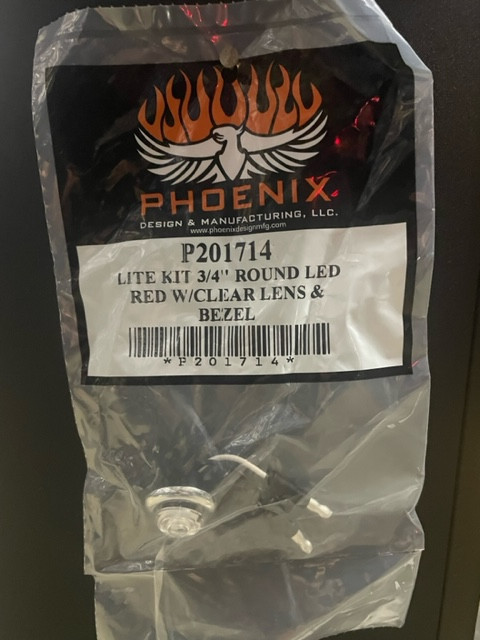 PHOENIX
DESIGN & MANUFACTURING, LLC.
www.phoenixdesignmfg.com
P201714
LITE KIT 3/4" ROUND LED
RED W/CLEAR LENS &
BEZEL
*P201714*